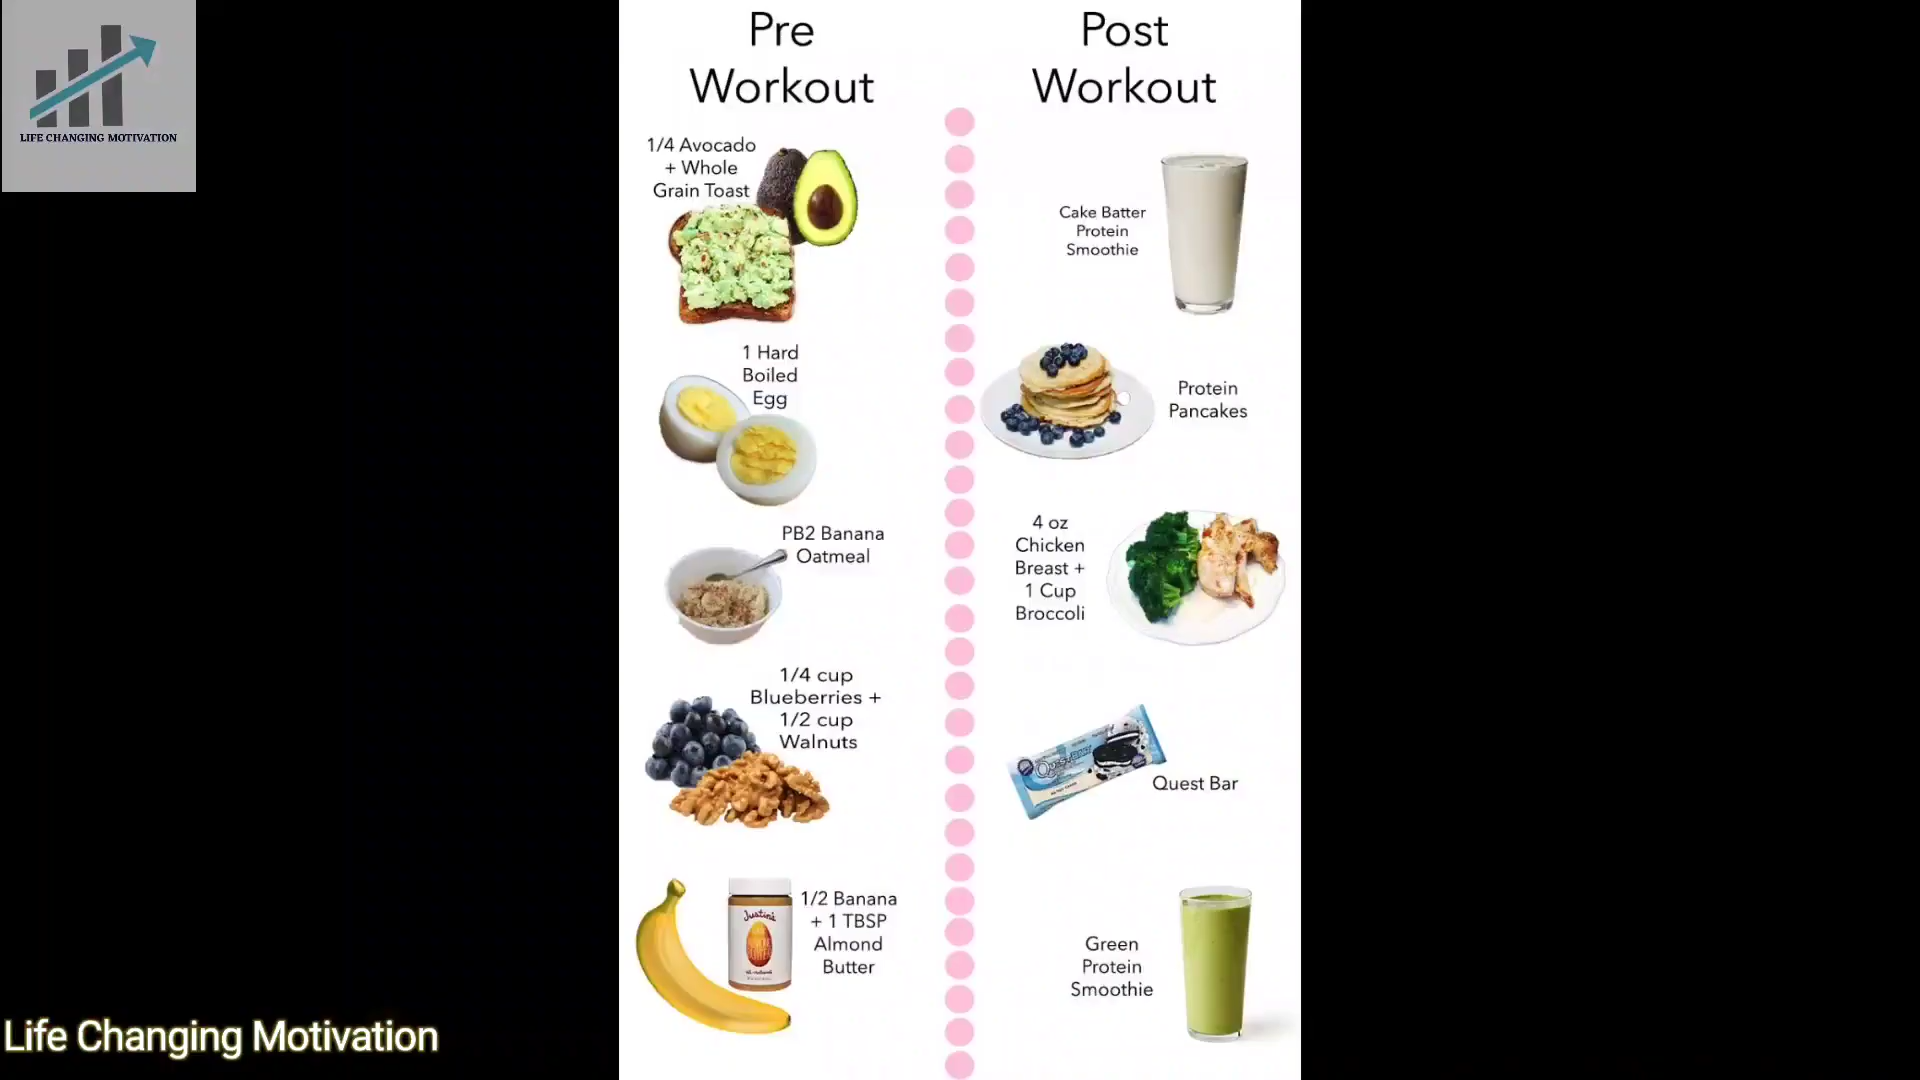 LIFE CHANGING MOTIVATION
Pre
Workout
1/4 Avocado
+ Whole
Grain Toast
1 Hard
Boiled
Egg
PB2 Banana
Oatmeal
1/4 cup
Blueberries +
1/2 cup
Walnuts
Justin's
1/2 Banana
+ 1 TBSP
Almond
Butter
Post
Workout
Cake Batter
Protein
Smoothie
Protein
Pancakes
4 oz
Chicken
Breast +
1 Cup
Broccoli
Quest
Quest Bar
Green
Protein
Smoothie
Life Changing Motivation